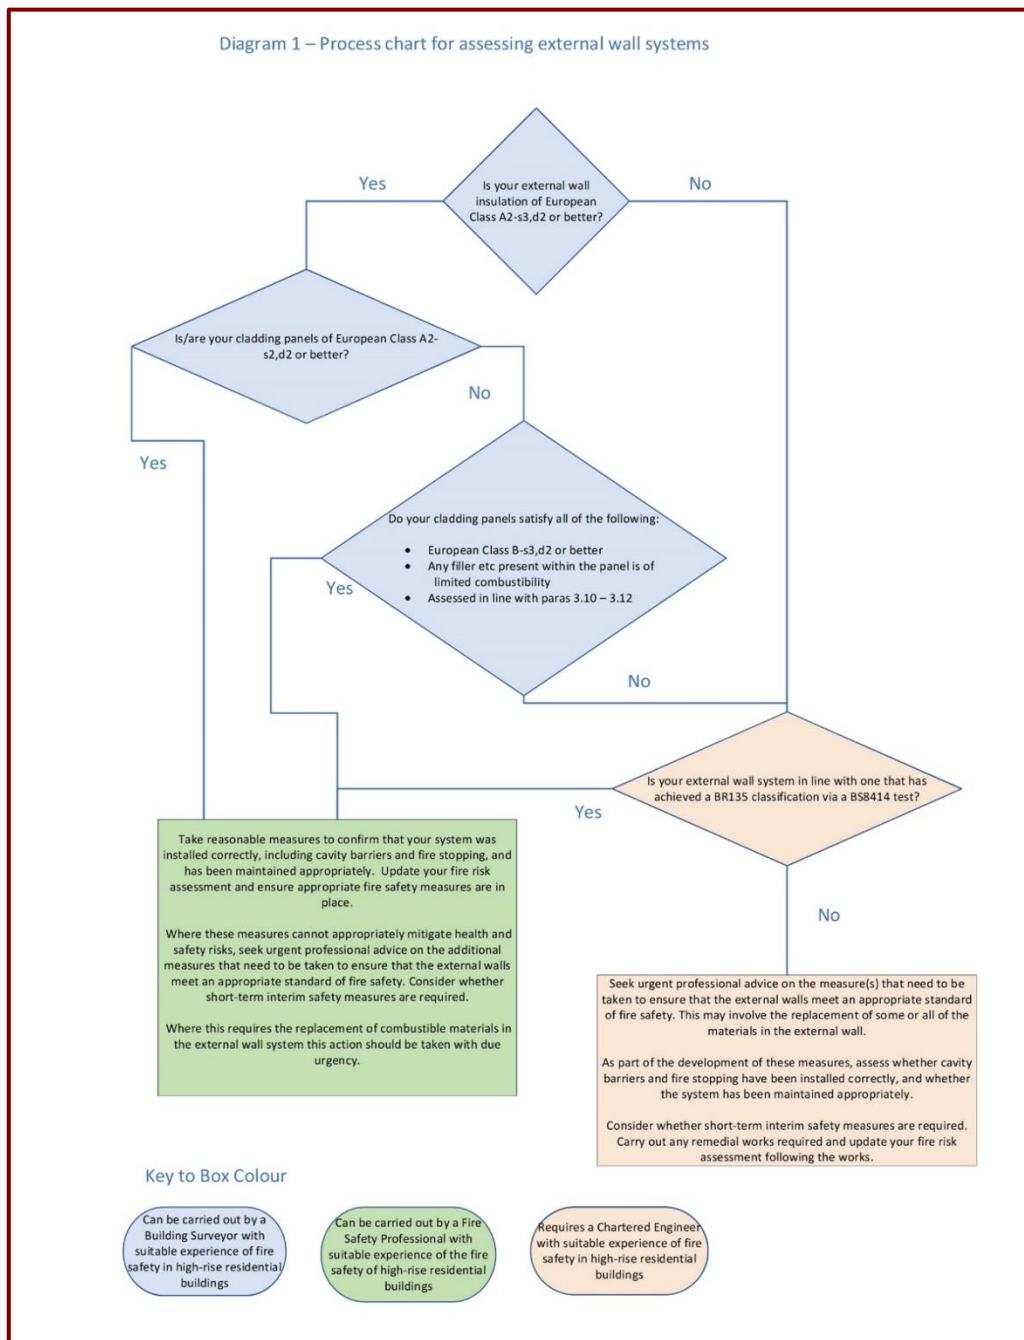 Diagram 1 – Process chart for assessing external wall systems
Yes
Is your external wall
insulation of European
Class A2-s3,d2 or better?
No
Is/are your cladding panels of European Class A2-
s2,d2 or better?
No
Yes
Do your cladding panels satisfy all of the following:
• European Class B-s3,d2 or better
• Any filler etc present within the panel is of
limited combustibility
• Assessed in line with paras 3.10 – 3.12
Yes
No
Is your external wall system in line with one that has
achieved a BR135 classification via a BS8414 test?
Yes
No
Take reasonable measures to confirm that your system was
installed correctly, including cavity barriers and fire stopping, and
has been maintained appropriately. Update your fire risk
assessment and ensure appropriate fire safety measures are in
place.
Where these measures cannot appropriately mitigate health and
safety risks, seek urgent professional advice on the additional
measures that need to be taken to ensure that the external walls
meet an appropriate standard of fire safety. Consider whether
short-term interim safety measures are required.
Where this requires the replacement of combustible materials in
the external wall system this action should be taken with due
urgency.
Seek urgent professional advice on the measure(s) that need to be
taken to ensure that the external walls meet an appropriate standard
of fire safety. This may involve the replacement of some or all of the
materials in the external wall.
As part of the development of these measures, assess whether cavity
barriers and fire stopping have been installed correctly, and whether
the system has been maintained appropriately.
Consider whether short-term interim safety measures are required.
Carry out any remedial works required and update your fire risk
assessment following the works.
Key to Box Colour
Can be carried out by a
Building Surveyor with
suitable experience of fire
safety in high-rise residential
buildings
Can be carried out by a Fire
Safety Professional with
suitable experience of the fire
safety of high-rise residential
buildings
Requires a Chartered Engineer
with suitable experience of fire
safety in high-rise residential
buildings